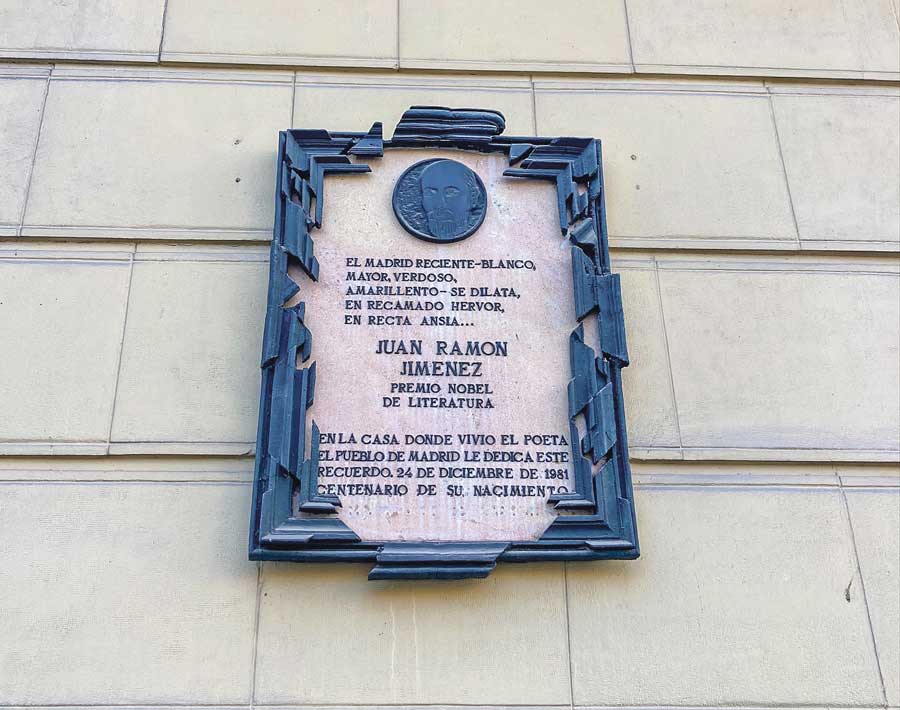 EL MADRID RECIENTE-BLANCO,
MAYOR, VERDOSO,
AMARILLENTO-SE DILATA,
EN RECAMADO HERVOR,
EN RECTA ANSIA...
JUAN RAMON
JIMENEZ
PREMIO NOBEL
DE LITERATURA
EN LA CASA DONDE VIVIO EL POETA
EL PUEBLO DE MADRID LE DEDICA ESTE
RECUERDO. 24 DE DICIEMBRE DE 1981
CENTENARIO DE SU NACIMIENTO